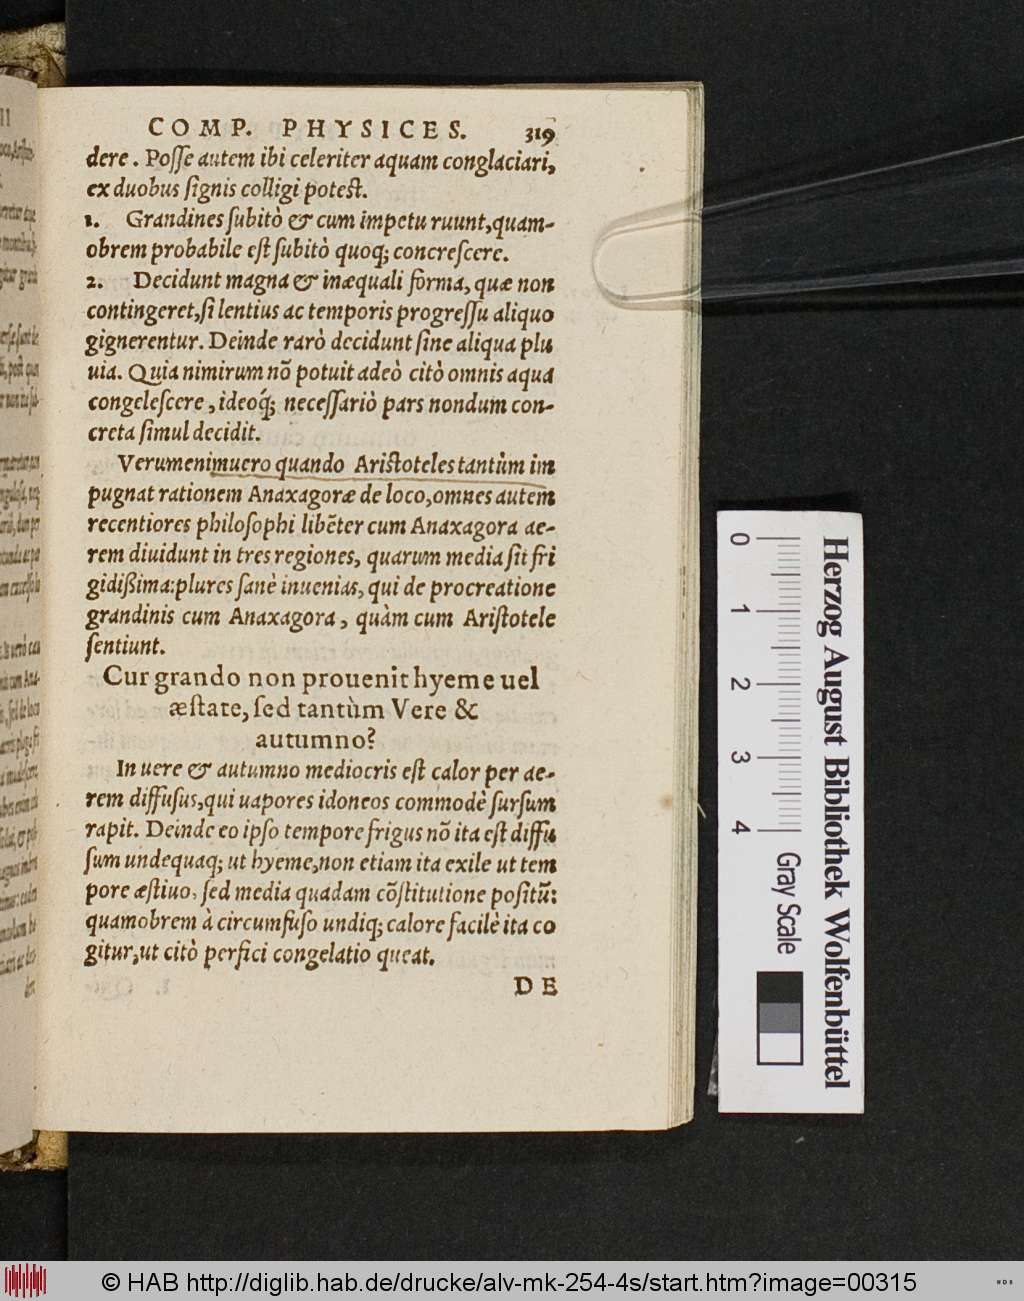 COMP. PHYSICES. 319
dere. Posse autem ibi celeriter aquam conglaciari,
ex duobus signis colligi potest.
1. Grandines subitò & cum impetu ruunt, quam-
obrem probabile est subitò quoq; concrescere.
2. Decidunt magna & inæquali forma, quæ non
contingeret, si lentius ac temporis progressu aliquo
gignerentur. Deinde rarò decidunt sine aliqua plu
uia. Quia nimirum nõ potuit adeò citò omnis aqua
congelescere, ideoq́; necessariò pars nondum con-
creta simul decidit.
Verumenimuero quando Aristoteles tantùm im
pugnat rationem Anaxagoræ de loco, omnes autem
recentiores philosophi libẽter cum Anaxagora ae-
rem diuidunt in tres regiones, quarum media sit fri
gidißima: plures sanè inuenias, qui de procreatione
grandinis cum Anaxagora, quàm cum Aristotele
sentiunt.
Cur grando non prouenit hyeme uel
æstate, sed tantùm Vere &
autumno?
In uere & autumno mediocris est calor per ae-
rem diffusus, qui uapores idoneos commodè sursum
rapit. Deinde eo ipso tempore frigus nõ ita est diffu
sum undequaq; ut hyeme, non etiam ita exile ut tem
pore æstiuo, sed media quadam cõstitutione positũ:
quamobrem à circumfuso undiq; calore facilè ita co
gitur, ut citò perfici congelatio queat.
DE
0 1 2 3 4
Gray Scale
Herzog August Bibliothek Wolfenbüttel
© HAB http://diglib.hab.de/drucke/alv-mk-254-4s/start.htm?image=00315